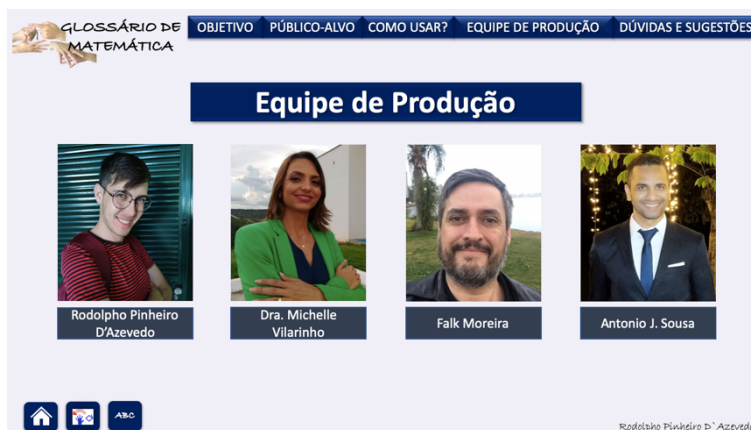 GLOSSÁRIO DE
MATEMÁTICA
OBJETIVO PÚBLICO-ALVO COMO USAR? EQUIPE DE PRODUÇÃO DÚVIDAS E SUGESTÕES
Equipe de Produção
Rodolpho Pinheiro
D'Azevedo
Dra. Michelle
Vilarinho
Falk Moreira
Antonio J. Sousa
ABC
Rodolpho Pinheiro D`Azevedo